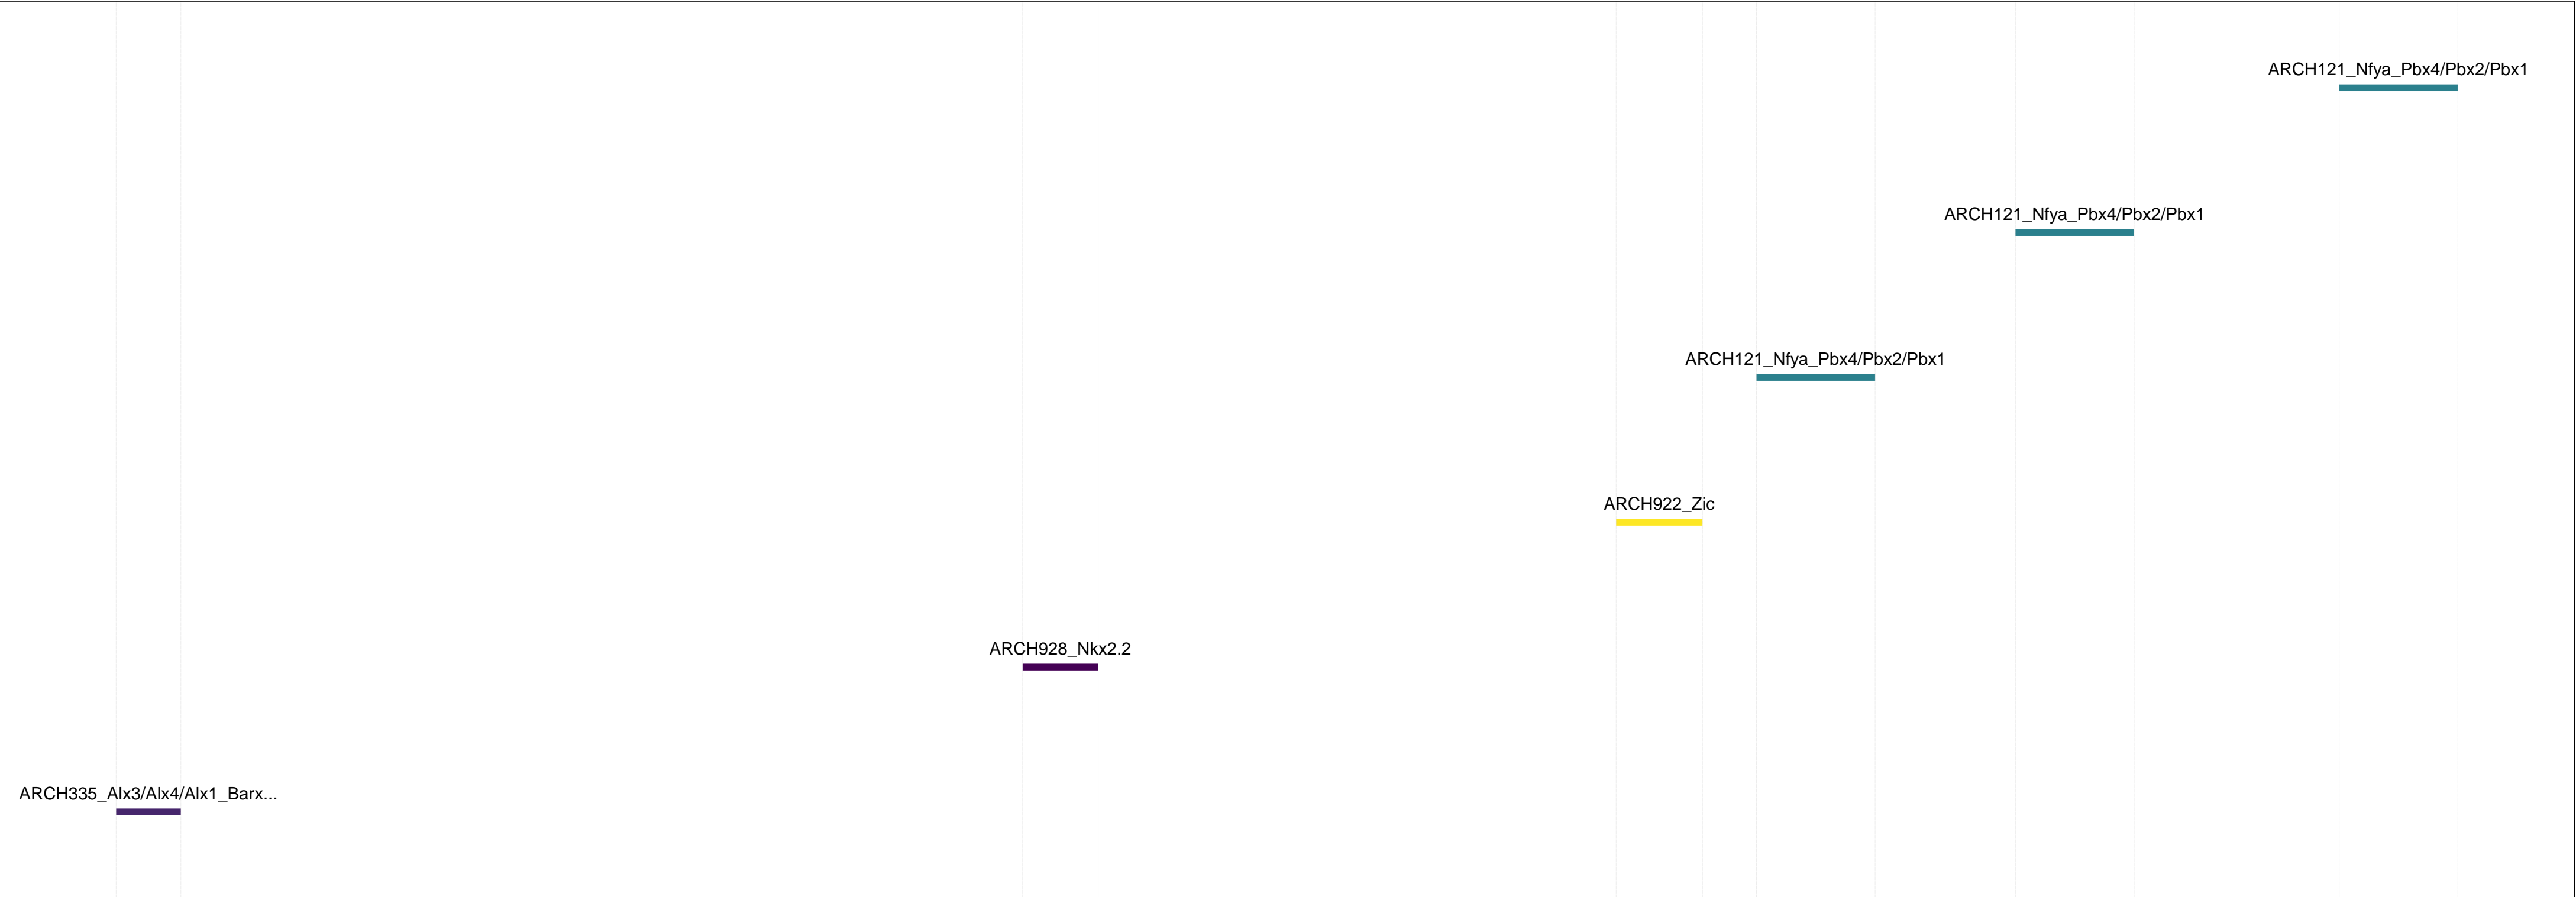 ARCH121_Nfya_Pbx4/Pbx2/Pbx1
ARCH121_Nfya_Pbx4/Pbx2/Pbx1
ARCH121_Nfya_Pbx4/Pbx2/Pbx1
ARCH922_Zic
ARCH928_Nkx2.2
ARCH335_Alx3/Alx4/Alx1_Barx...